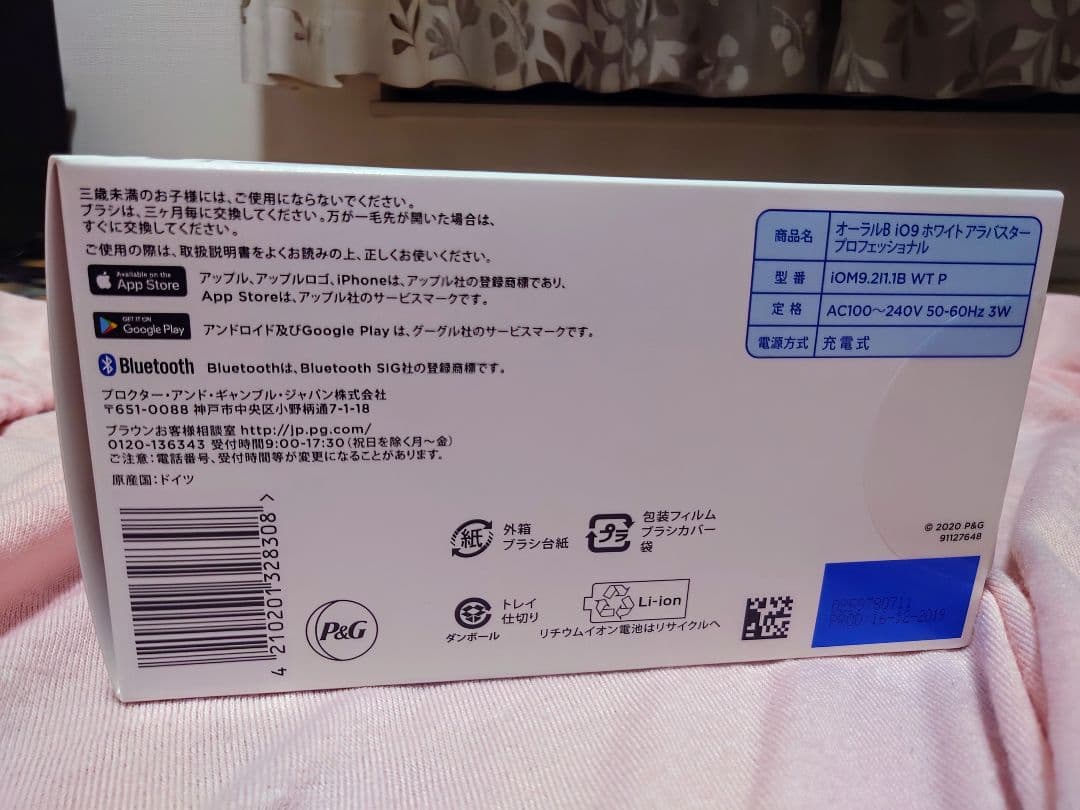 三歳未満のお子様には、ご使用にならないでください。
ブラシは、三ヶ月毎に交換してください。万が一毛先が開いた場合は、
すぐに交換してください。
ご使用の際は、取扱説明書をよくお読みの上、正しくお使いください。
Available on the
App Store
アップル、アップルロゴ、iPhoneは、アップル社の登録商標であり、
App Storeは、アップル社のサービスマークです。
GET IT ON
Google Play
アンドロイド及びGoogle Play は、グーグル社のサービスマークです。
Bluetooth
Bluetoothは、Bluetooth SIG社の登録商標です。
プロクター・アンド・ギャンブル・ジャパン株式会社
〒651-0088 神戸市中央区小野柄通7-1-18
ブラウンお客様相談室 http://jp.pg.com/
0120-136343 受付時間9:00-17:30(祝日を除く月～金)
ご注意:電話番号、受付時間等が変更になることがあります。
原産国:ドイツ
4 210201 328308 >
P&G
紙
外箱
ブラシ台紙
プラ
包装フィルム
ブラシカバー
袋
ダンボール
トレイ
仕切り
Li-ion
リチウムイオン電池はリサイクルへ
商品名
オーラルB iO9 ホワイト アラバスター
プロフェッショナル
型 番
iOM9.2I1.1B WT P
定 格
AC100～240V 50-60Hz 3W
電源方式
充電式
© 2020 P&G
91127648
PROD 16-12-2019